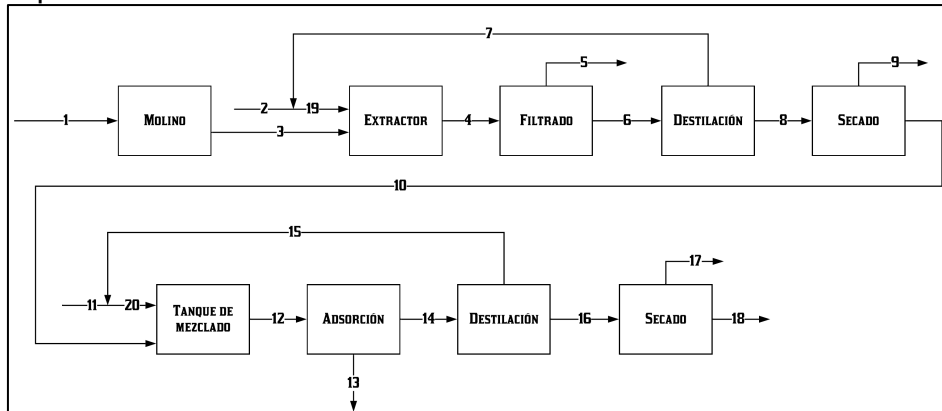 7
5
9
1
MOLINO
2
19
3
EXTRACTOR
4
FILTRADO
6
DESTILACIÓN
8
SECADO
10
15
17
11
20
TANQUE DE
MEZCLADO
12
ADSORCIÓN
14
DESTILACIÓN
16
SECADO
18
13